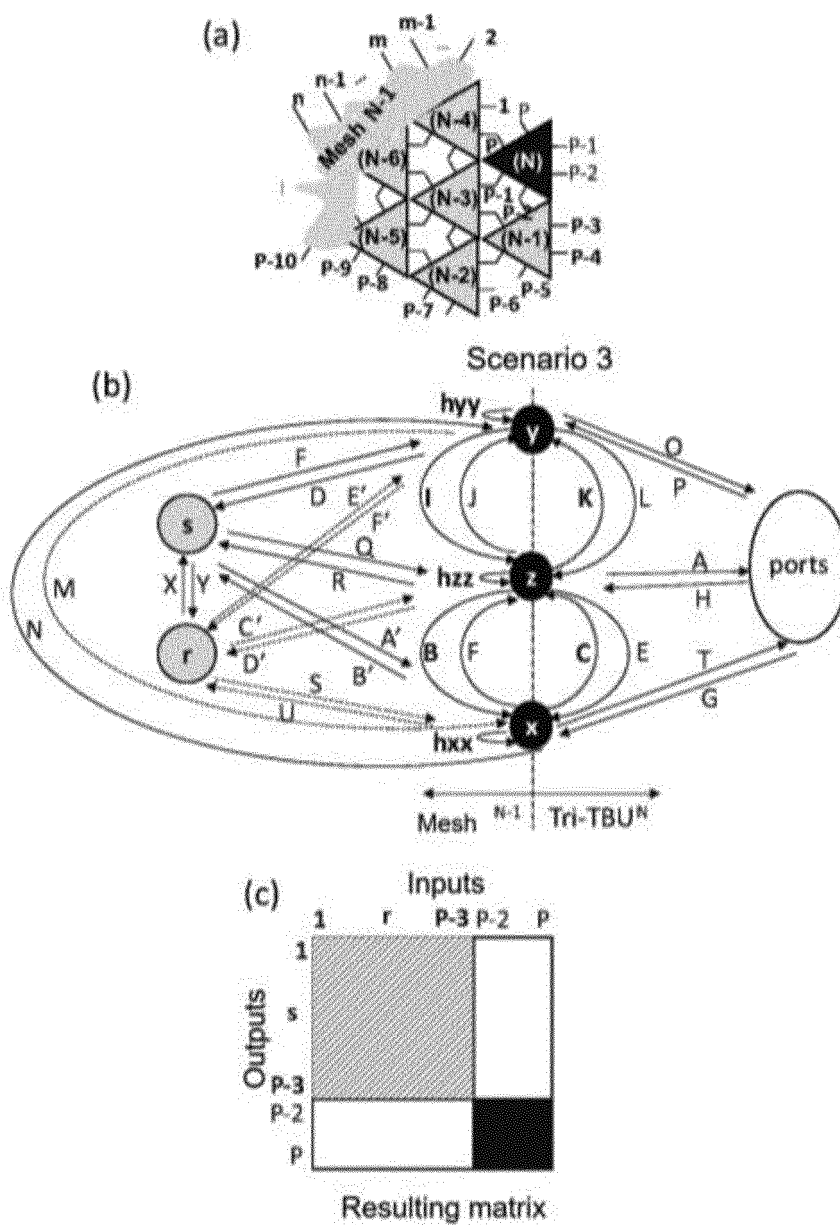 (a)
m-1
m
2
n-1
n
Mesh N-1
(N-4)
1
P
P
(N)
P-1
P-2
(N-6)
(N-3)
P-1
P-2
(N-5)
(N-1)
P-3
P-4
P-10
P-9
P-8
(N-2)
P-7
P-6
P-5
Scenario 3
(b)
hyy
y
F
D
E'
F'
I
J
K
L
O
P
s
Q
R
hzz
z
A
H
ports
M
N
X
Y
C'
D'
A'
B'
B
F
C
E
r
S
U
T
G
hxx
x
Mesh N-1
Tri-TBU N
(c)
Inputs
1 r P-3 P-2 P
Outputs
1
s
P-3
P-2
P
Resulting matrix